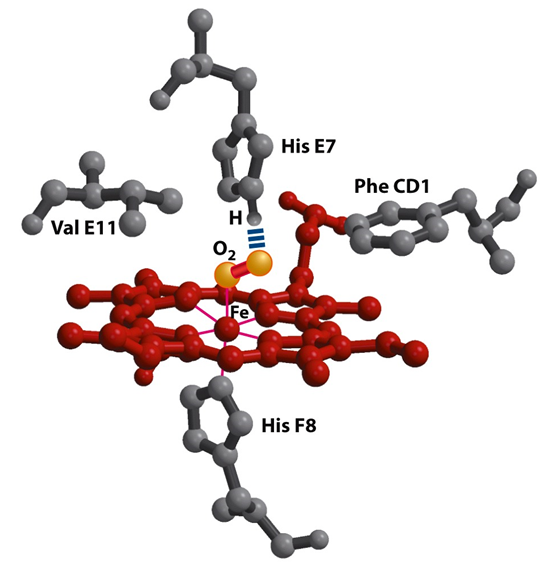 His E7
Phe CD1
H
Val E11
O2
Fe
His F8